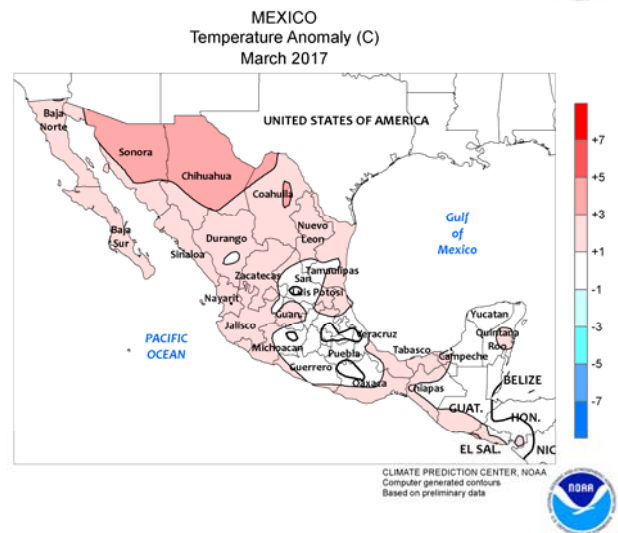 MEXICO
Temperature Anomaly (C)
March 2017
UNITED STATES OF AMERICA
Baja
Norte
Sonora
Chihuahua
Coahuila
Baja
Sur
Sinaloa
Durango
Nuevo
Leon
Zacatecas
Tamaulipas
San
Luis Potosi
Nayarit
Guan.
Jalisco
Michoacan
Veracruz
Puebla
Guerrero
Oaxaca
Tabasco
Chiapas
Campeche
Yucatan
Quintana
Roo
BELIZE
GUAT.
HON.
EL SAL.
NIC
Gulf
of
Mexico
PACIFIC
OCEAN
+7
+5
+3
+1
-1
-3
-5
-7
CLIMATE PREDICTION CENTER, NOAA
Computer generated contours
Based on preliminary data
NOAA